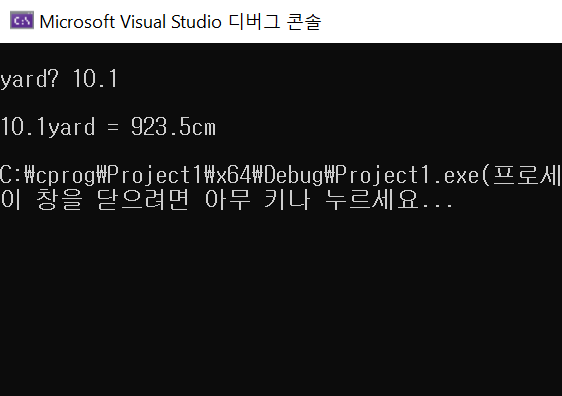 Microsoft Visual Studio 디버그 콘솔
yard? 10.1
10.1yard = 923.5cm
C:\cprog\Project1\x64\Debug\Project1.exe(프로세
이 창을 닫으려면 아무 키나 누르세요...